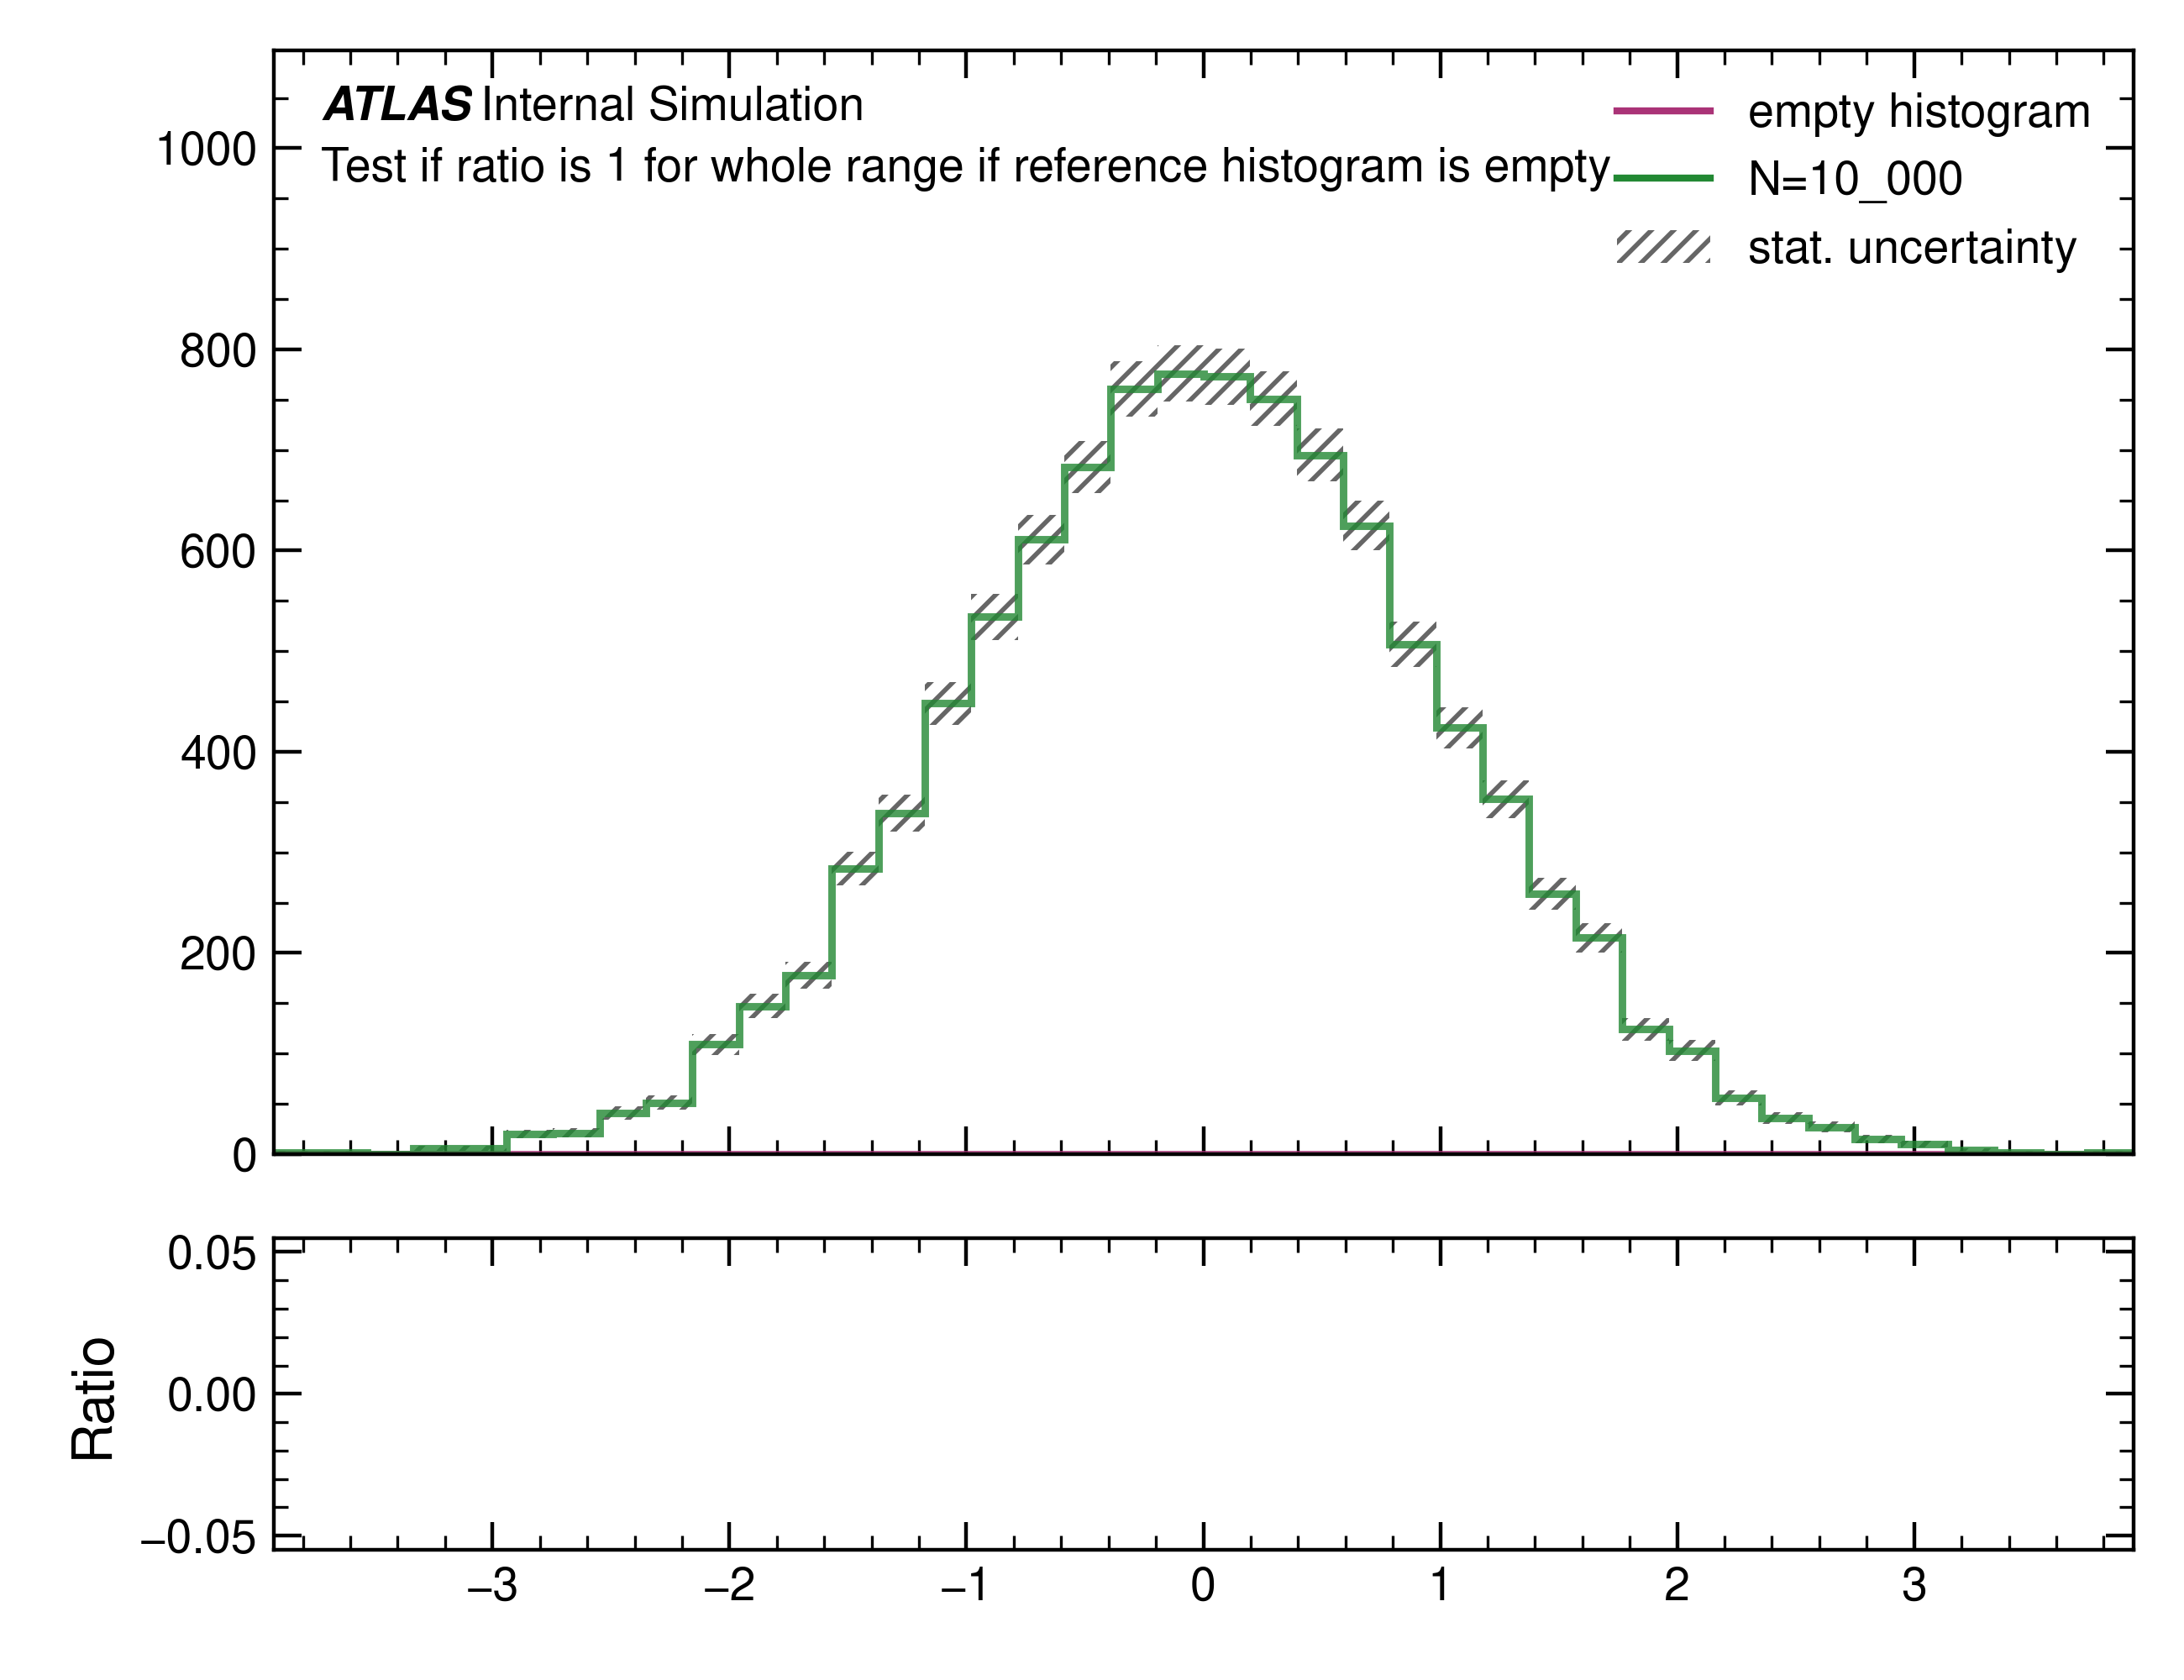 ATLAS Internal Simulation
Test if ratio is 1 for whole range if reference histogram is empty
empty histogram
N=10_000
stat. uncertainty
1000
800
600
400
200
0
Ratio
0.05
0.00
−0.05
−3 −2 −1 0 1 2 3